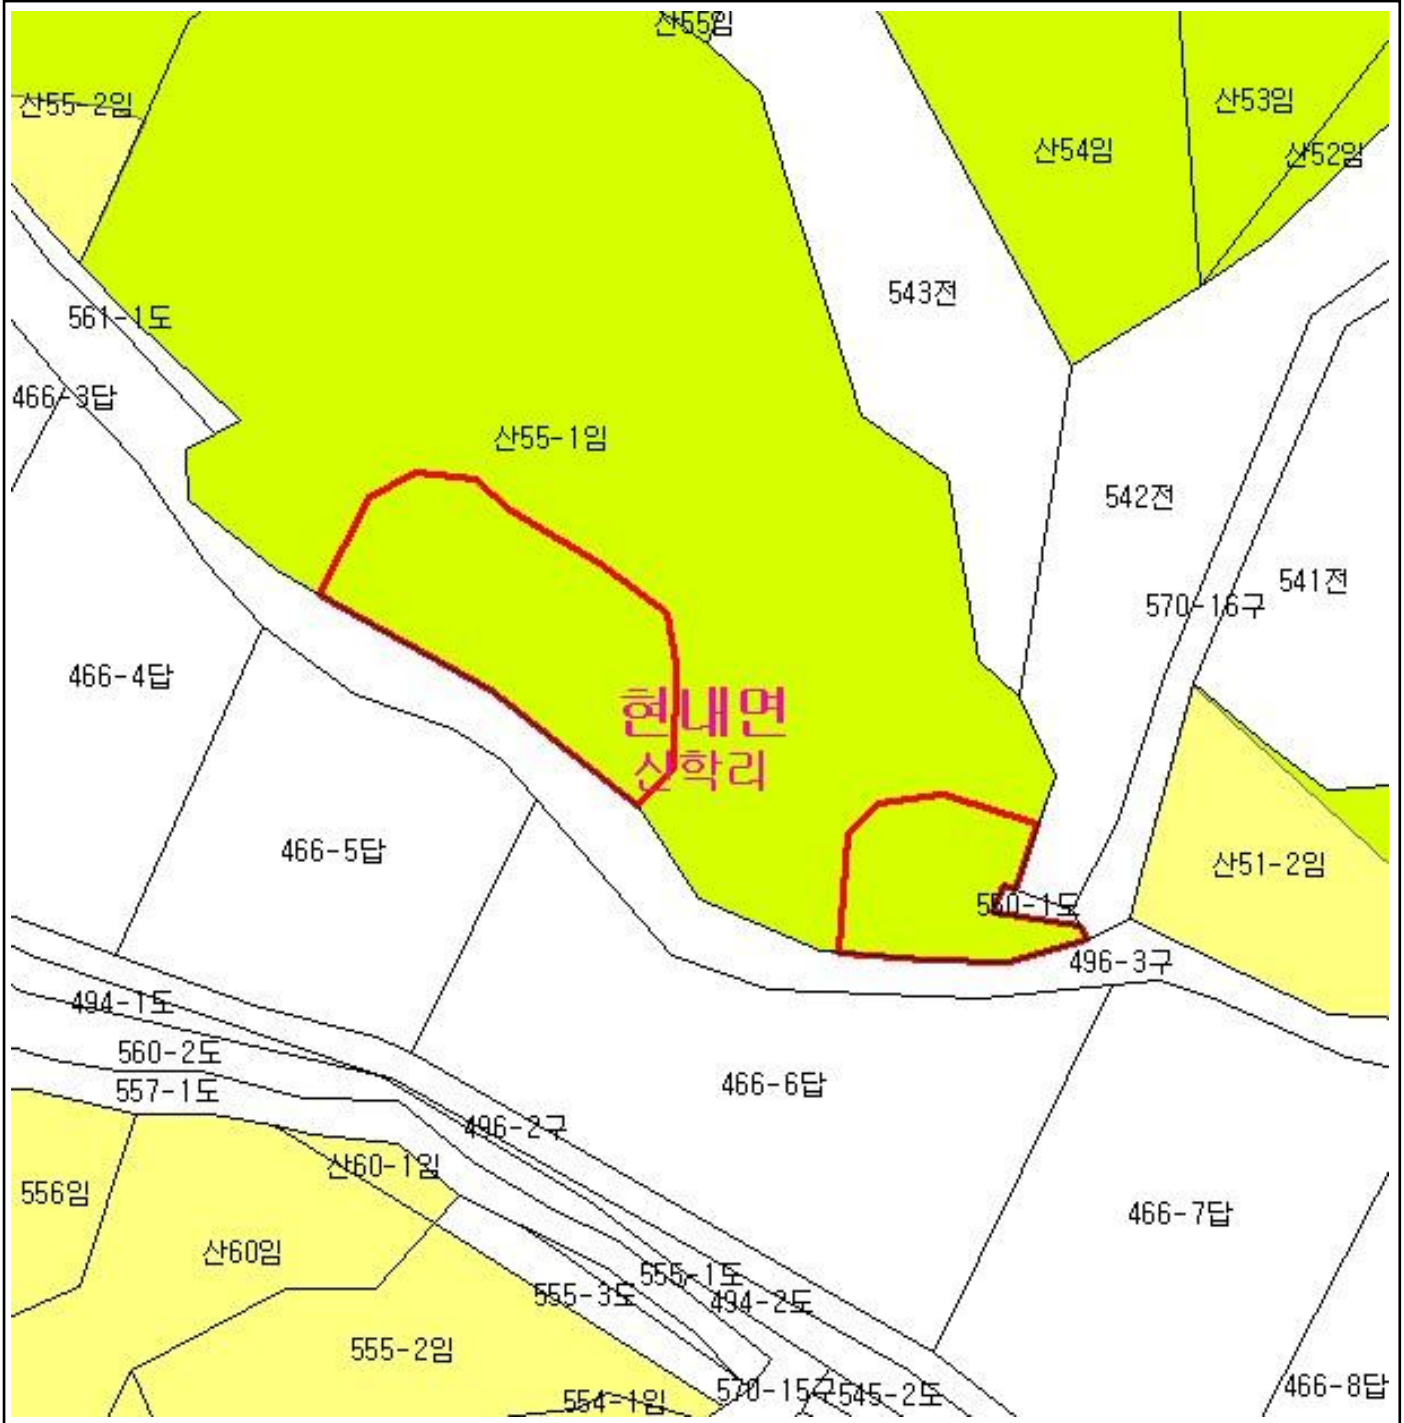 산55임
산55-2임
산53임
산54임
산52임
543전
561-1도
466-3답
산55-1임
542전
541전
570-16구
466-4답
현내면
산학리
466-5답
산51-2임
550-1도
496-3구
494-1도
560-2도
466-6답
557-1도
496-2구
산60-1임
556임
466-7답
산60임
555-1도
555-3도
494-2도
555-2임
570-15구
545-2도
466-8답
554-1임